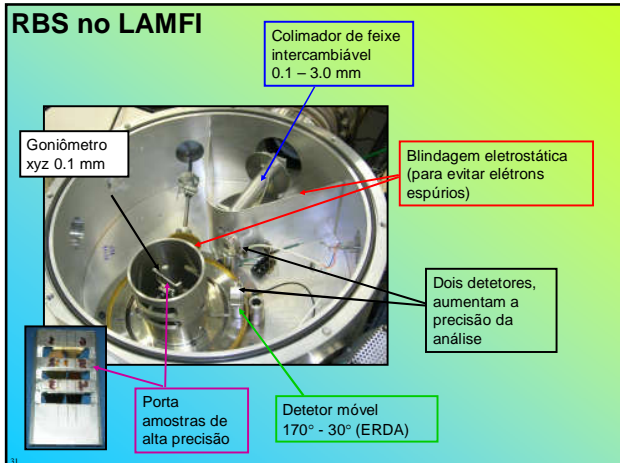 RBS no LAMFI
Colimador de feixe
intercambiável
0.1 – 3.0 mm
Goniômetro
xyz 0.1 mm
Blindagem eletrostática
(para evitar elétrons
espúrios)
Dois detetores,
aumentam a
precisão da
análise
Porta
amostras de
alta precisão
Detetor móvel
170° - 30° (ERDA)
31